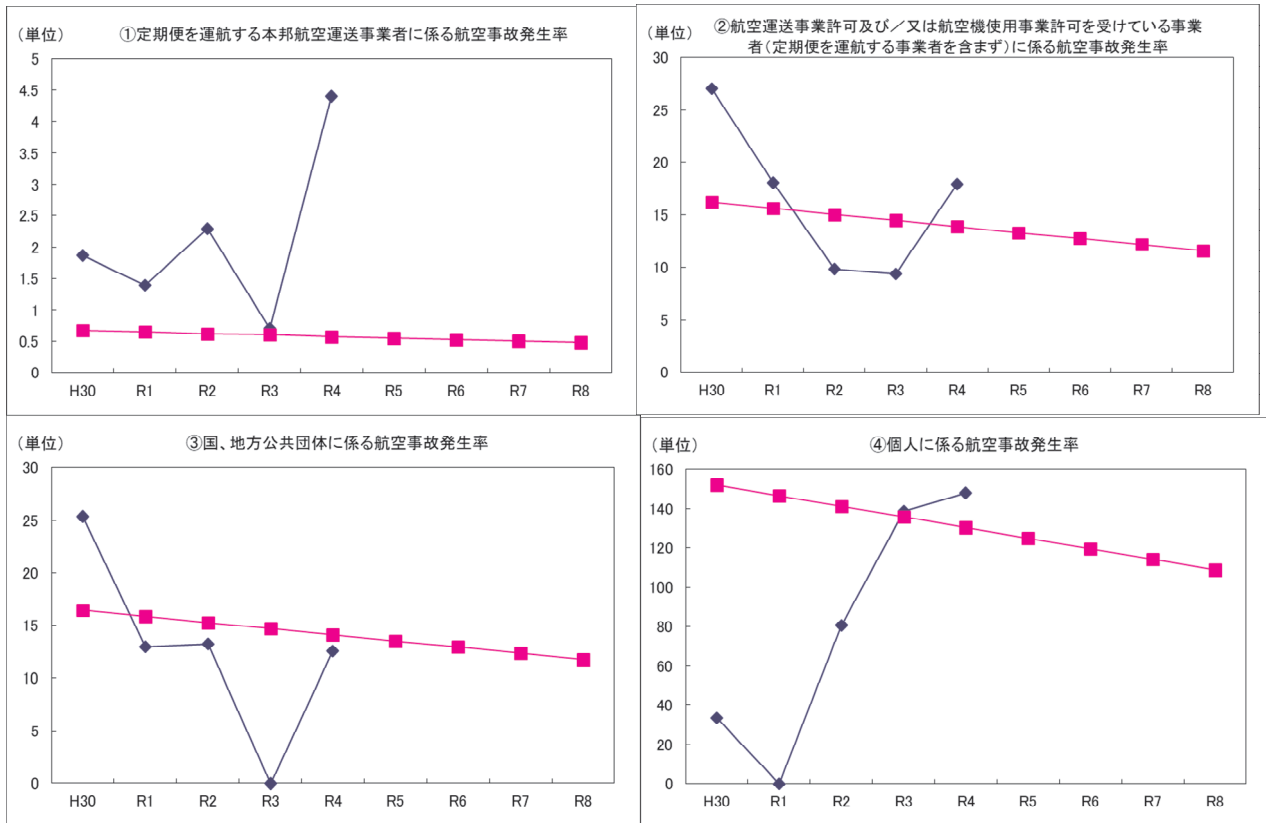 (単位)
①定期便を運航する本邦航空運送事業者に係る航空事故発生率
5
4.5
4
3.5
3
2.5
2
1.5
1
0.5
0
H30 R1 R2 R3 R4 R5 R6 R7 R8
(単位)
②航空運送事業許可及び/又は航空機使用事業許可を受けている事業
者(定期便を運航する事業者を含まず)に係る航空事故発生率
30
25
20
15
10
5
0
H30 R1 R2 R3 R4 R5 R6 R7 R8
(単位)
③国、地方公共団体に係る航空事故発生率
30
25
20
15
10
5
0
H30 R1 R2 R3 R4 R5 R6 R7 R8
(単位)
④個人に係る航空事故発生率
160
140
120
100
80
60
40
20
0
H30 R1 R2 R3 R4 R5 R6 R7 R8